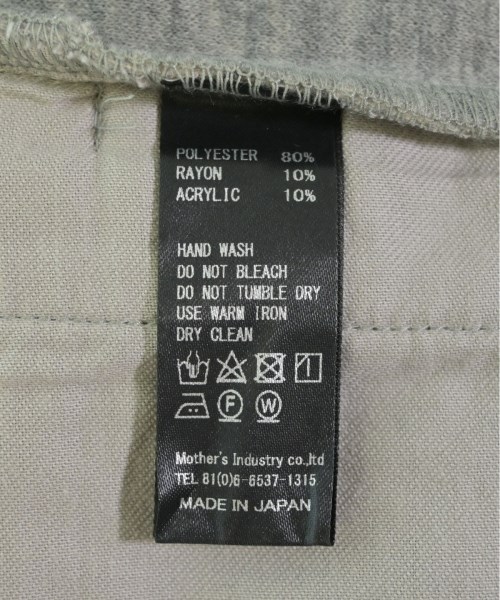 POLYESTER 80%
RAYON 10%
ACRYLIC 10%
HAND WASH
DO NOT BLEACH
DO NOT TUMBLE DRY
USE WARM IRON
DRY CLEAN
F W
Mother's Industry co.,ltd
TEL 81(0)6-6537-1315
MADE IN JAPAN